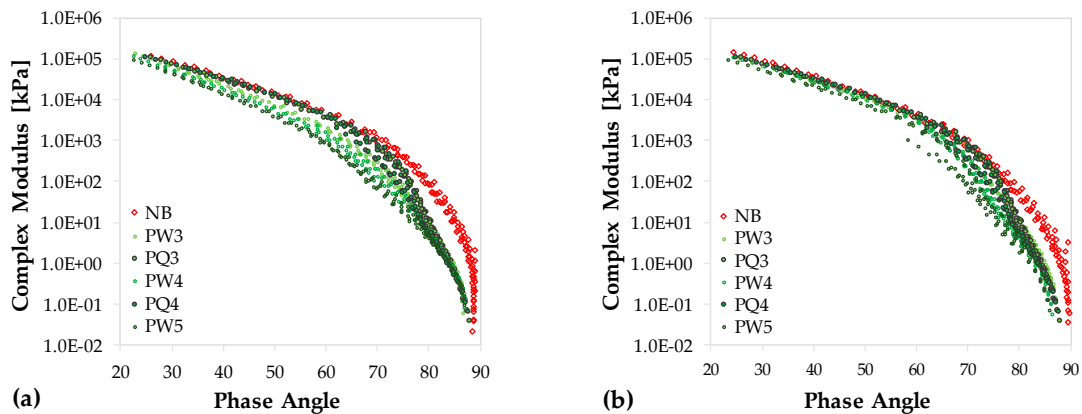 Complex Modulus [kPa]
1.0E+06
1.0E+05
1.0E+04
1.0E+03
1.0E+02
1.0E+01
1.0E+00
1.0E-01
1.0E-02
NB
PW3
PQ3
PW4
PQ4
PW5
20 30 40 50 60 70 80 90
(a) Phase Angle
Complex Modulus [kPa]
1.0E+06
1.0E+05
1.0E+04
1.0E+03
1.0E+02
1.0E+01
1.0E+00
1.0E-01
1.0E-02
NB
PW3
PQ3
PW4
PQ4
PW5
20 30 40 50 60 70 80 90
(b) Phase Angle